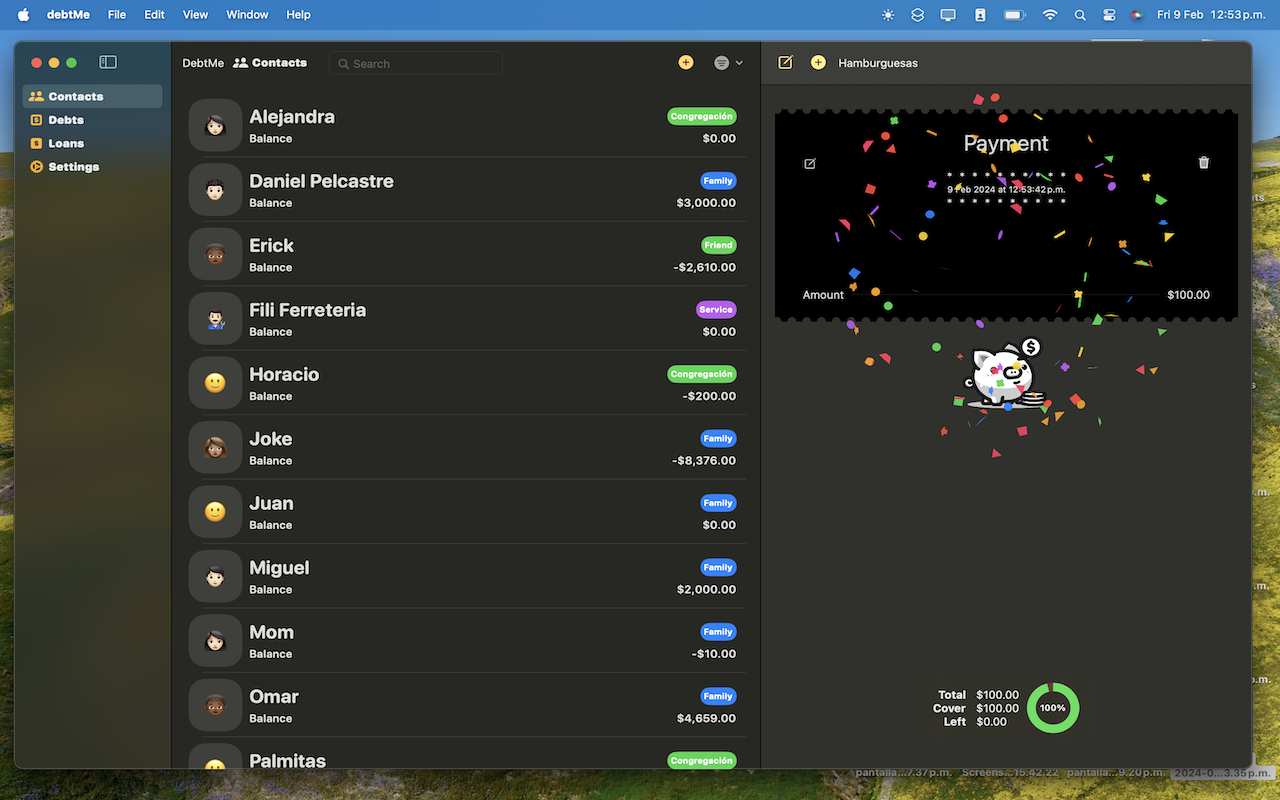 debtMe File Edit View Window Help Fri 9 Feb 12:53 p.m.
Contacts
Debts
Loans
Settings
DebtMe Contacts Search
Alejandra Congregación
Balance $0.00
Daniel Pelcastre Family
Balance $3,000.00
Erick Friend
Balance -$2,610.00
Fili Ferreteria Service
Balance $0.00
Horacio Congregación
Balance -$200.00
Joke Family
Balance -$8,376.00
Juan Family
Balance $0.00
Miguel Family
Balance $2,000.00
Mom Family
Balance -$10.00
Omar Family
Balance $4,659.00
Palmitas Congregación
Hamburguesas
Payment
* * * * * * * * * *
9 Feb 2024 at 12:53:42 p.m.
* * * * * * * * * *
Amount $100.00
$
Total $100.00
Cover $100.00
Left $0.00
100%
pantalla...7.37 p.m. Screens...15.42.22 pantalla...9.20 p.m. 2024-0...3.35 p.m.